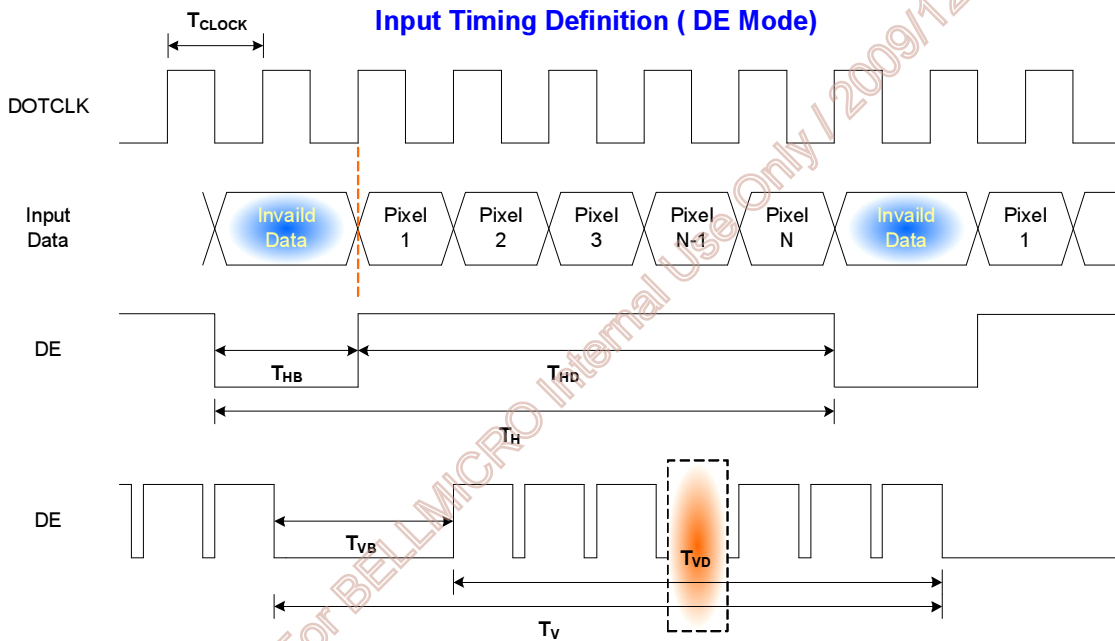 Input Timing Definition ( DE Mode)
TCLOCK
DOTCLK
Input
Data
Invaild
Data
Pixel
1
Pixel
2
Pixel
3
Pixel
N-1
Pixel
N
Invaild
Data
Pixel
1
DE
THB
THD
TH
DE
TVB
TVD
TV
For BELLMICRO Internal Use Only / 2009/12